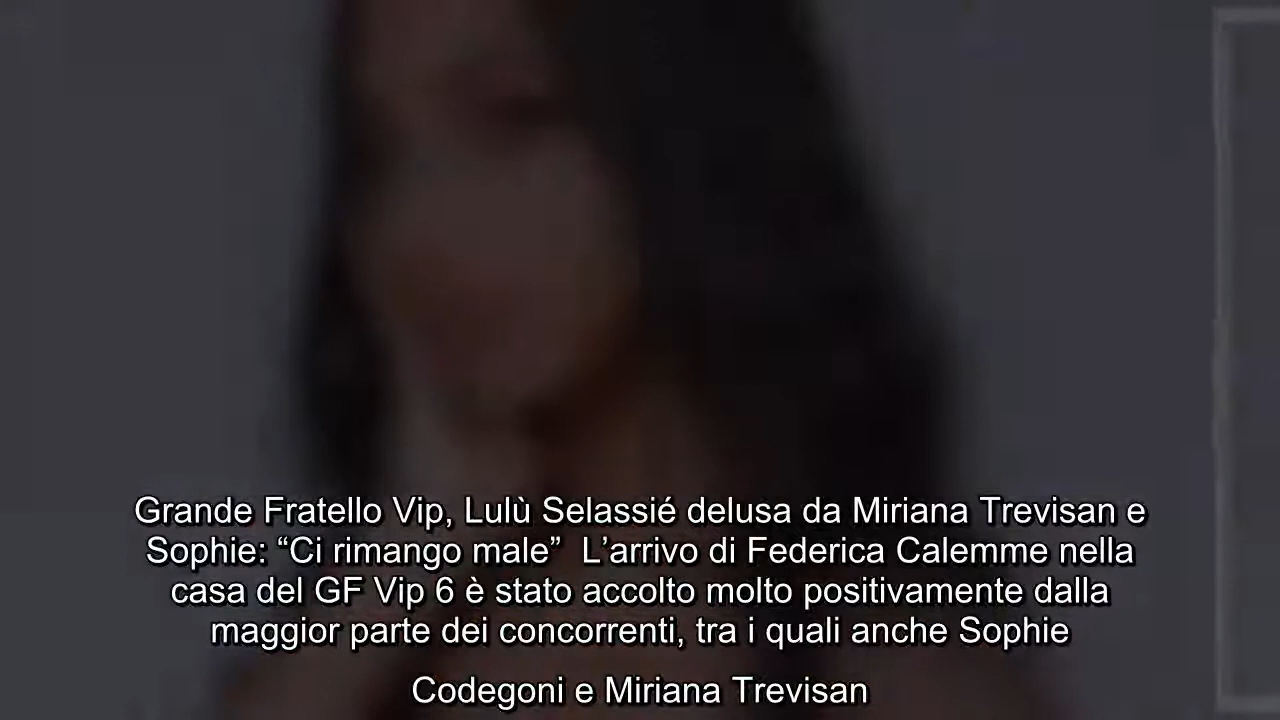 Grande Fratello Vip, Lulù Selassié delusa da Miriana Trevisan e
Sophie: “Ci rimango male”  L’arrivo di Federica Calemme nella
casa del GF Vip 6 è stato accolto molto positivamente dalla
maggior parte dei concorrenti, tra i quali anche Sophie
Codegoni e Miriana Trevisan